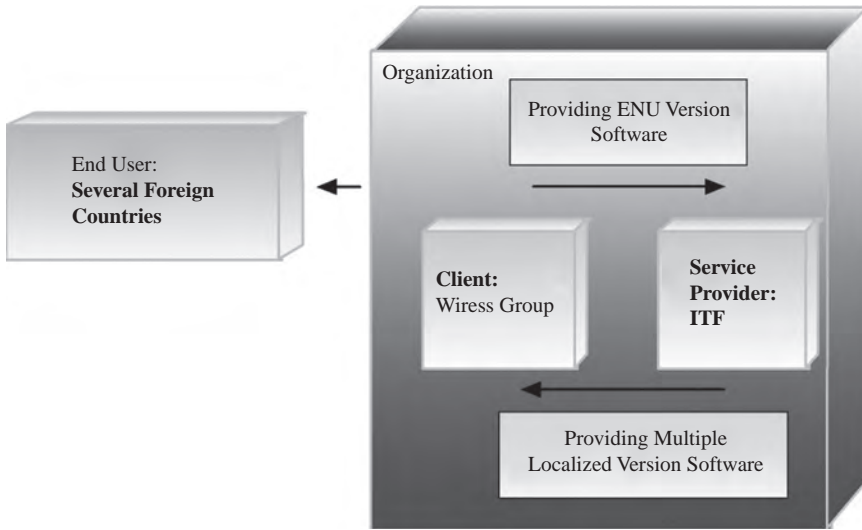 Organization
Providing ENU Version
Software
End User:
Several Foreign
Countries
Client:
Wiress Group
Service
Provider:
ITF
Providing Multiple
Localized Version Software